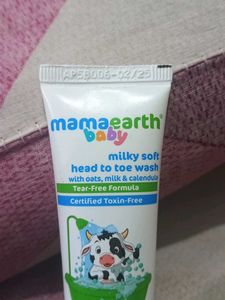 APSB006-02/25
mamaearth®
baby
milky soft
head to toe wash
with oats, milk & calendula
Tear-Free Formula
Certified Toxin-Free